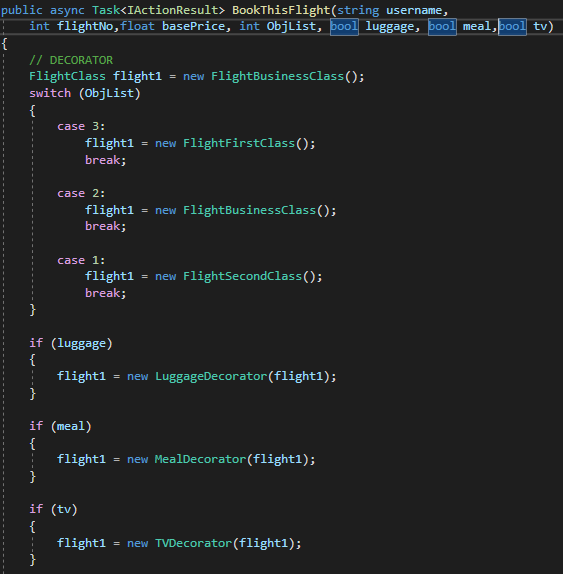 public async Task<IActionResult> BookThisFlight(string username,
int flightNo,float basePrice, int ObjList, bool luggage, bool meal,bool tv)
{
// DECORATOR
FlightClass flight1 = new FlightBusinessClass();
switch (ObjList)
{
case 3:
flight1 = new FlightFirstClass();
break;
case 2:
flight1 = new FlightBusinessClass();
break;
case 1:
flight1 = new FlightSecondClass();
break;
}
if (luggage)
{
flight1 = new LuggageDecorator(flight1);
}
if (meal)
{
flight1 = new MealDecorator(flight1);
}
if (tv)
{
flight1 = new TVDecorator(flight1);
}